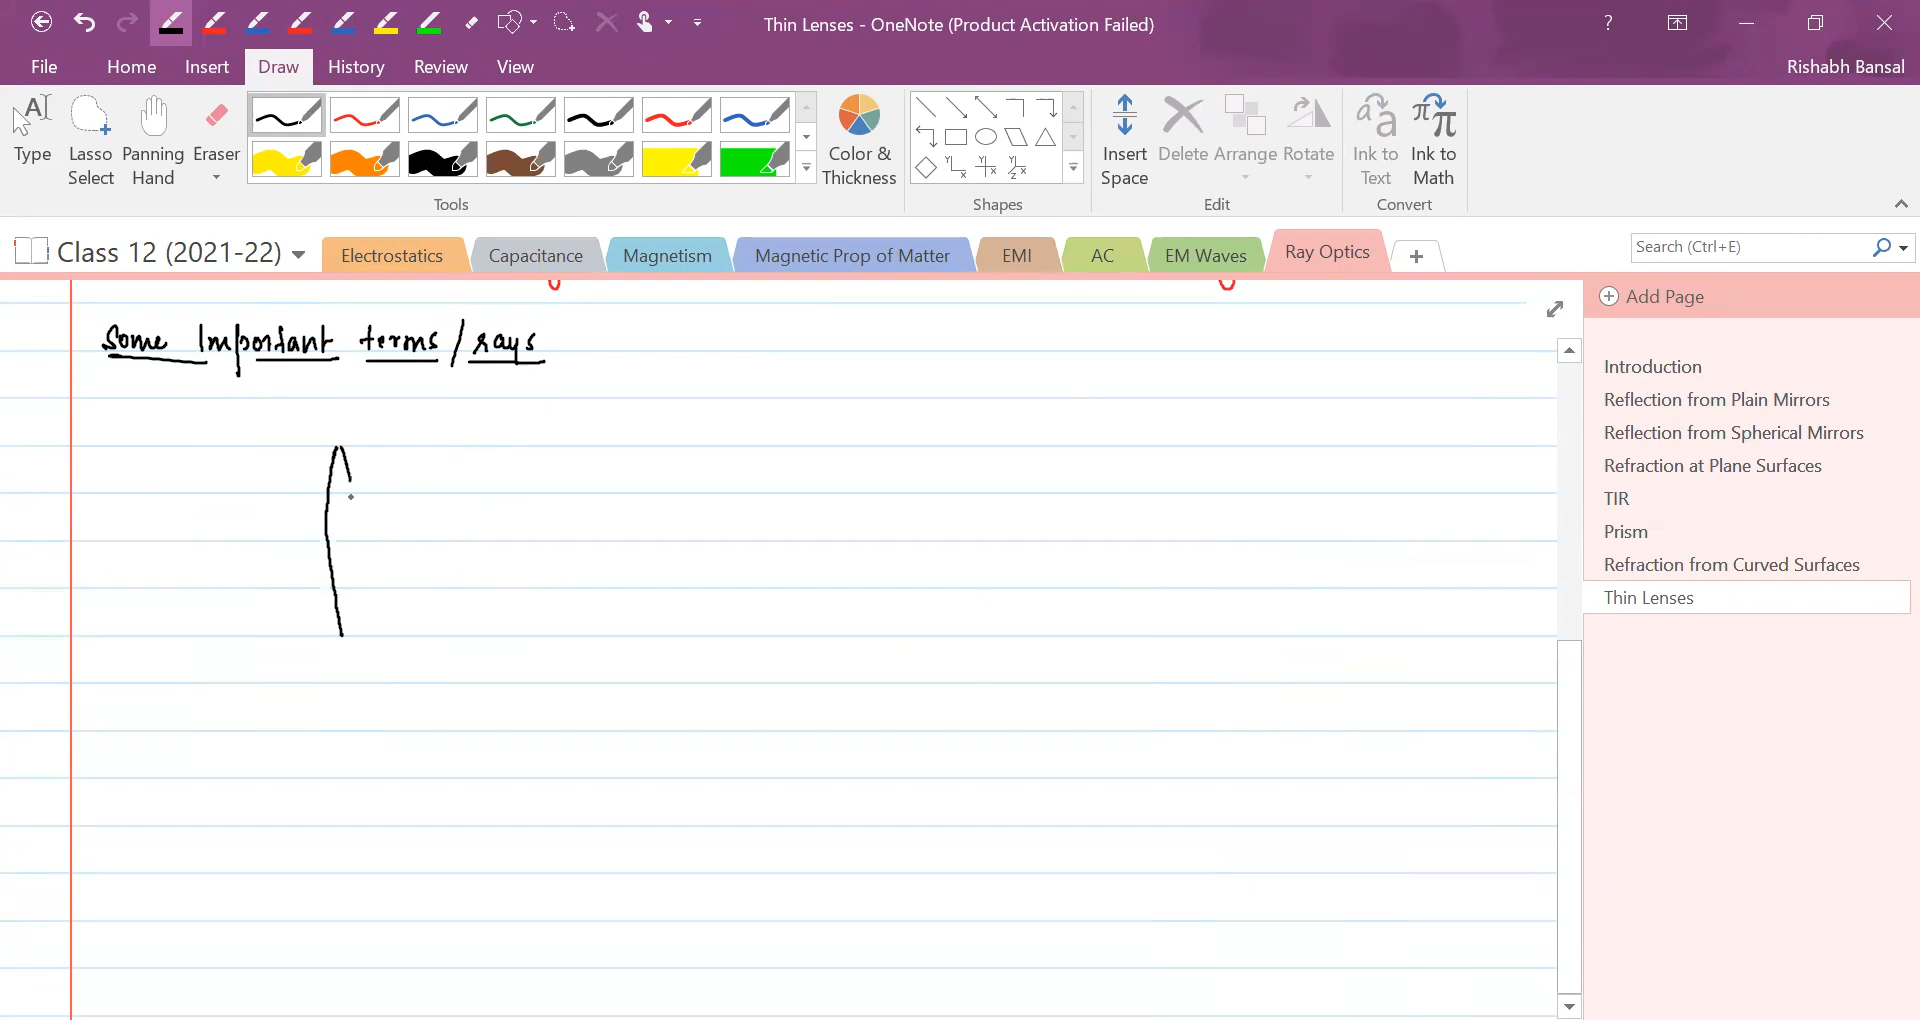 Thin Lenses - OneNote (Product Activation Failed)
?
File Home Insert Draw History Review View
Rishabh Bansal
Type
Lasso Select
Panning Hand
Eraser
Color & Thickness
Insert Space
Delete
Arrange
Rotate
Ink to Text
Ink to Math
Tools
Shapes
Edit
Convert
Class 12 (2021-22)
Electrostatics
Capacitance
Magnetism
Magnetic Prop of Matter
EMI
AC
EM Waves
Ray Optics
Search (Ctrl+E)
Add Page
Some Important terms / rays
Introduction
Reflection from Plain Mirrors
Reflection from Spherical Mirrors
Refraction at Plane Surfaces
TIR
Prism
Refraction from Curved Surfaces
Thin Lenses